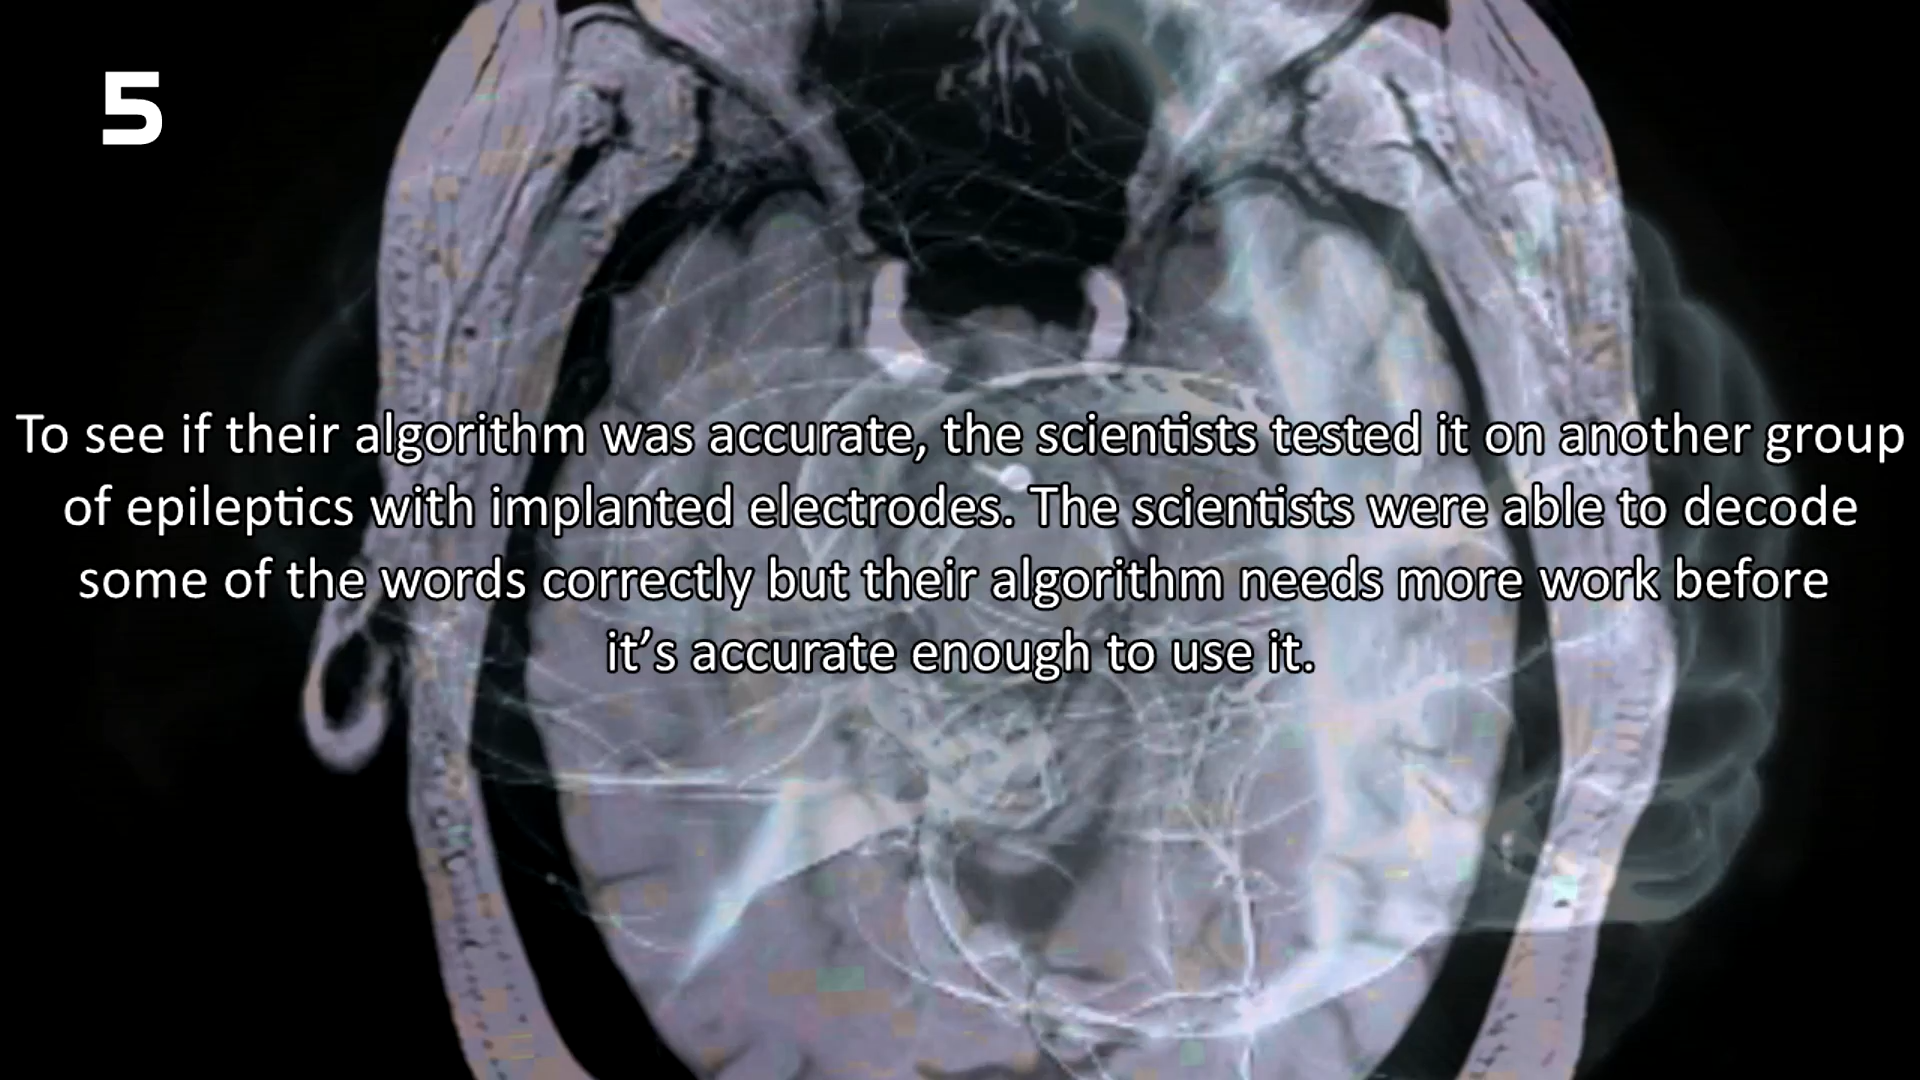 5
To see if their algorithm was accurate, the scientists tested it on another group
of epileptics with implanted electrodes. The scientists were able to decode
some of the words correctly but their algorithm needs more work before
it’s accurate enough to use it.